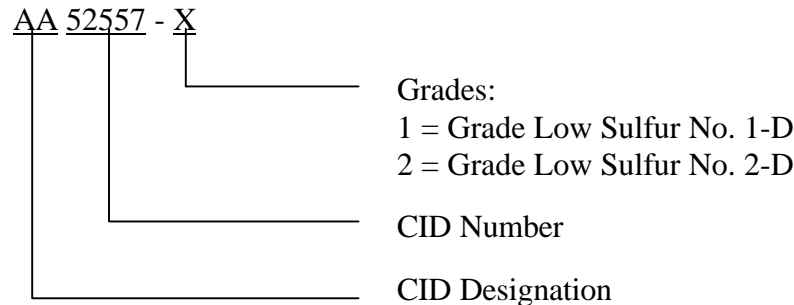 AA 52557 - X
Grades:
1 = Grade Low Sulfur No. 1-D
2 = Grade Low Sulfur No. 2-D
CID Number
CID Designation